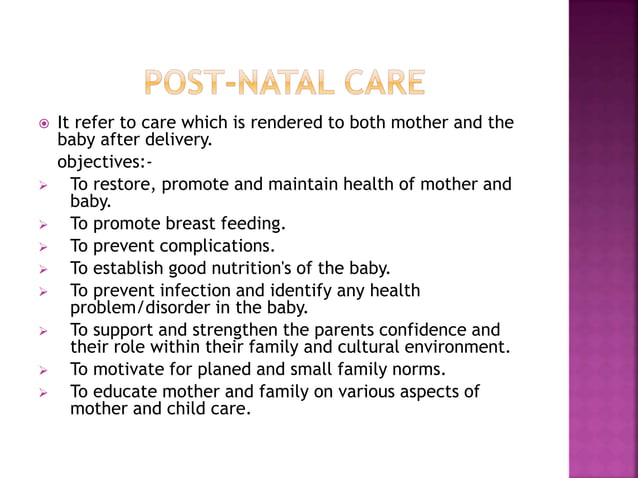 POST-NATAL CARE
It refer to care which is rendered to both mother and the
baby after delivery.
objectives:-
To restore, promote and maintain health of mother and
baby.
To promote breast feeding.
To prevent complications.
To establish good nutrition's of the baby.
To prevent infection and identify any health
problem/disorder in the baby.
To support and strengthen the parents confidence and
their role within their family and cultural environment.
To motivate for planed and small family norms.
To educate mother and family on various aspects of
mother and child care.